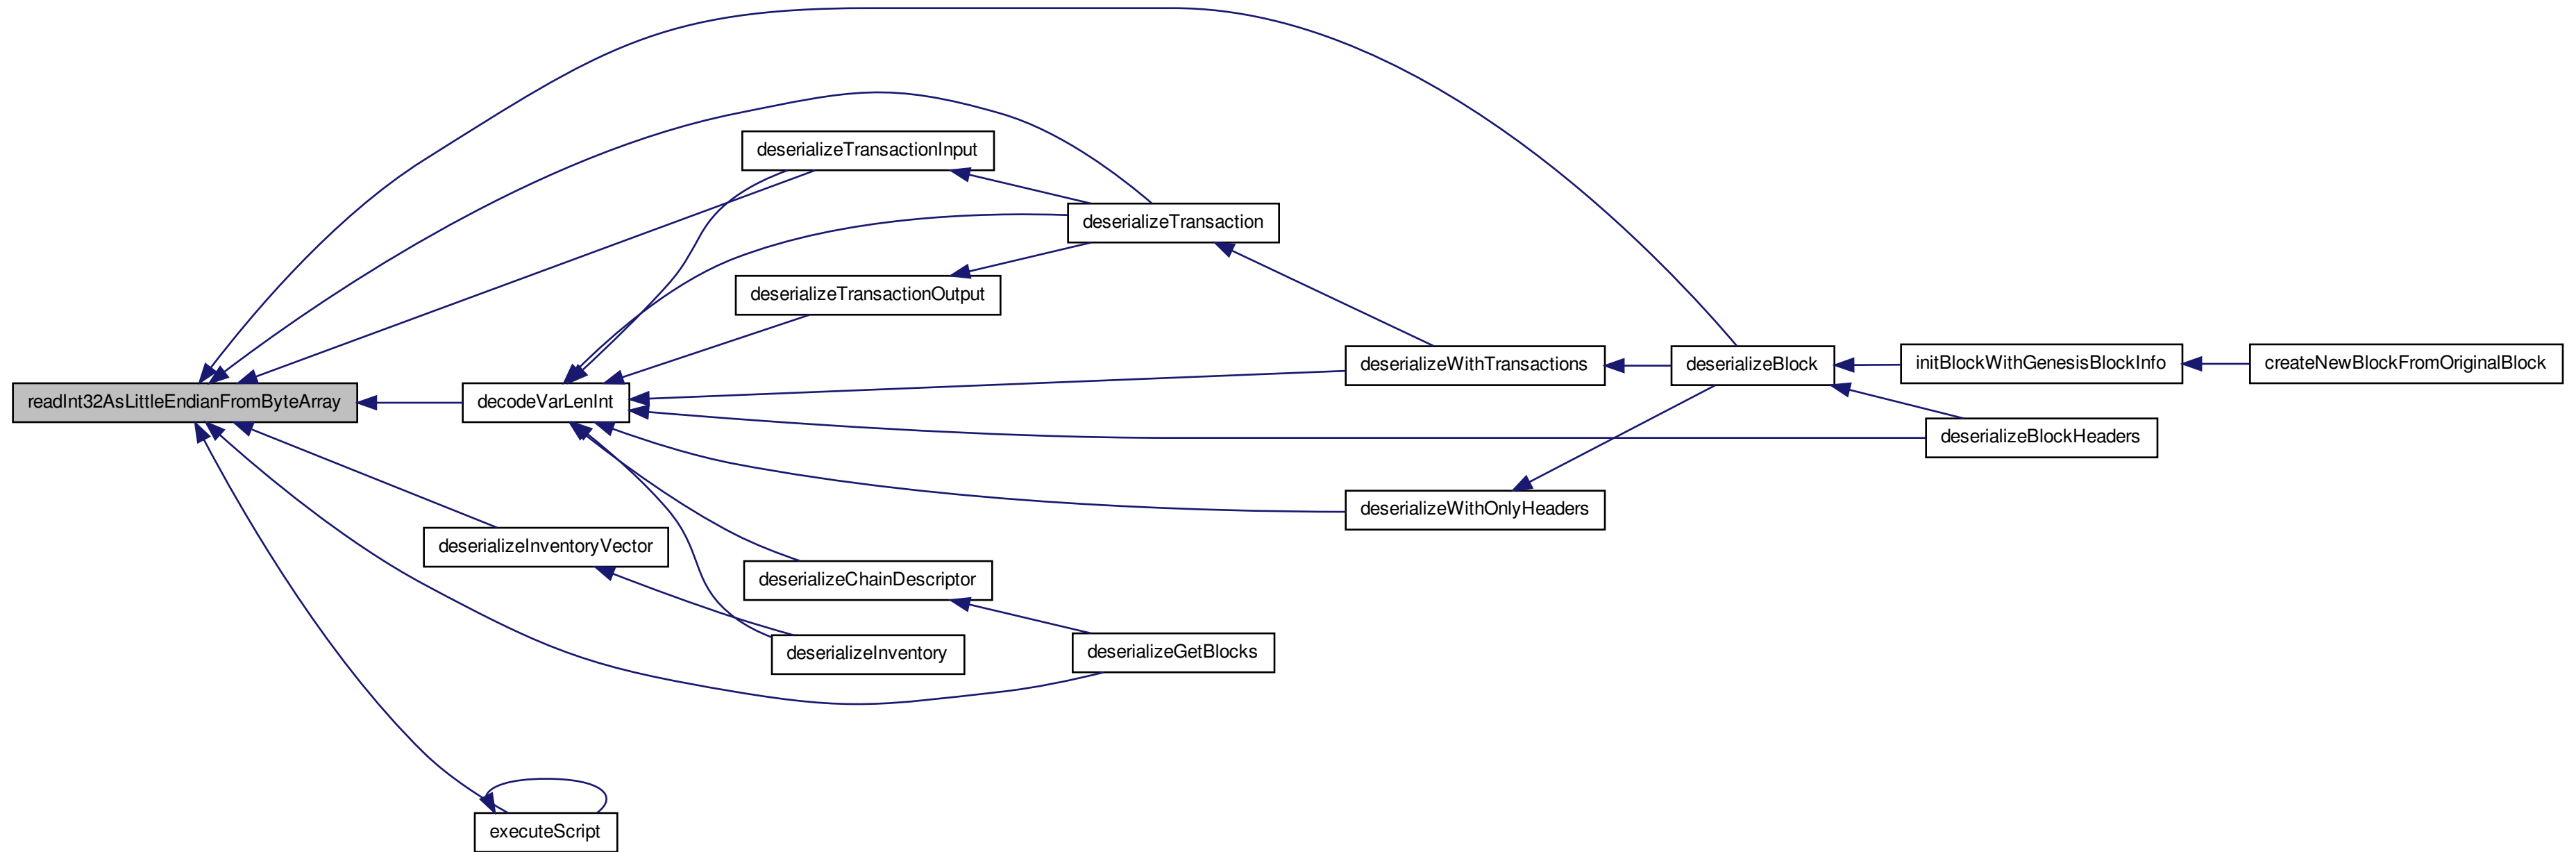 deserializeTransactionInput
deserializeTransaction
deserializeTransactionOutput
deserializeWithTransactions
deserializeBlock
initBlockWithGenesisBlockInfo
createNewBlockFromOriginalBlock
readInt32AsLittleEndianFromByteArray
decodeVarLenInt
deserializeBlockHeaders
deserializeWithOnlyHeaders
deserializeInventoryVector
deserializeChainDescriptor
deserializeInventory
deserializeGetBlocks
executeScript